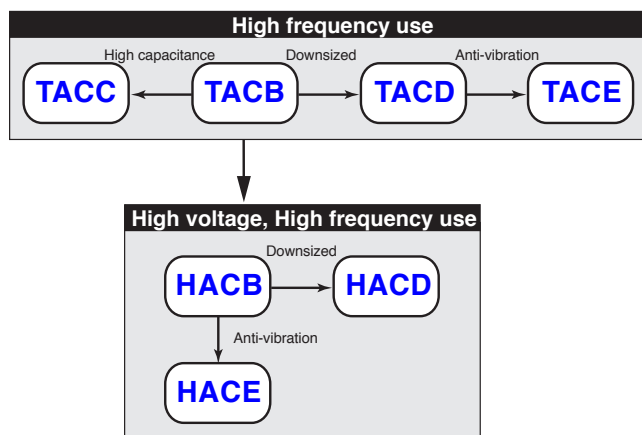 High frequency use
High capacitance
Downsized
Anti-vibration
TACC
TACB
TACD
TACE
High voltage, High frequency use
Downsized
HACB
HACD
Anti-vibration
HACE